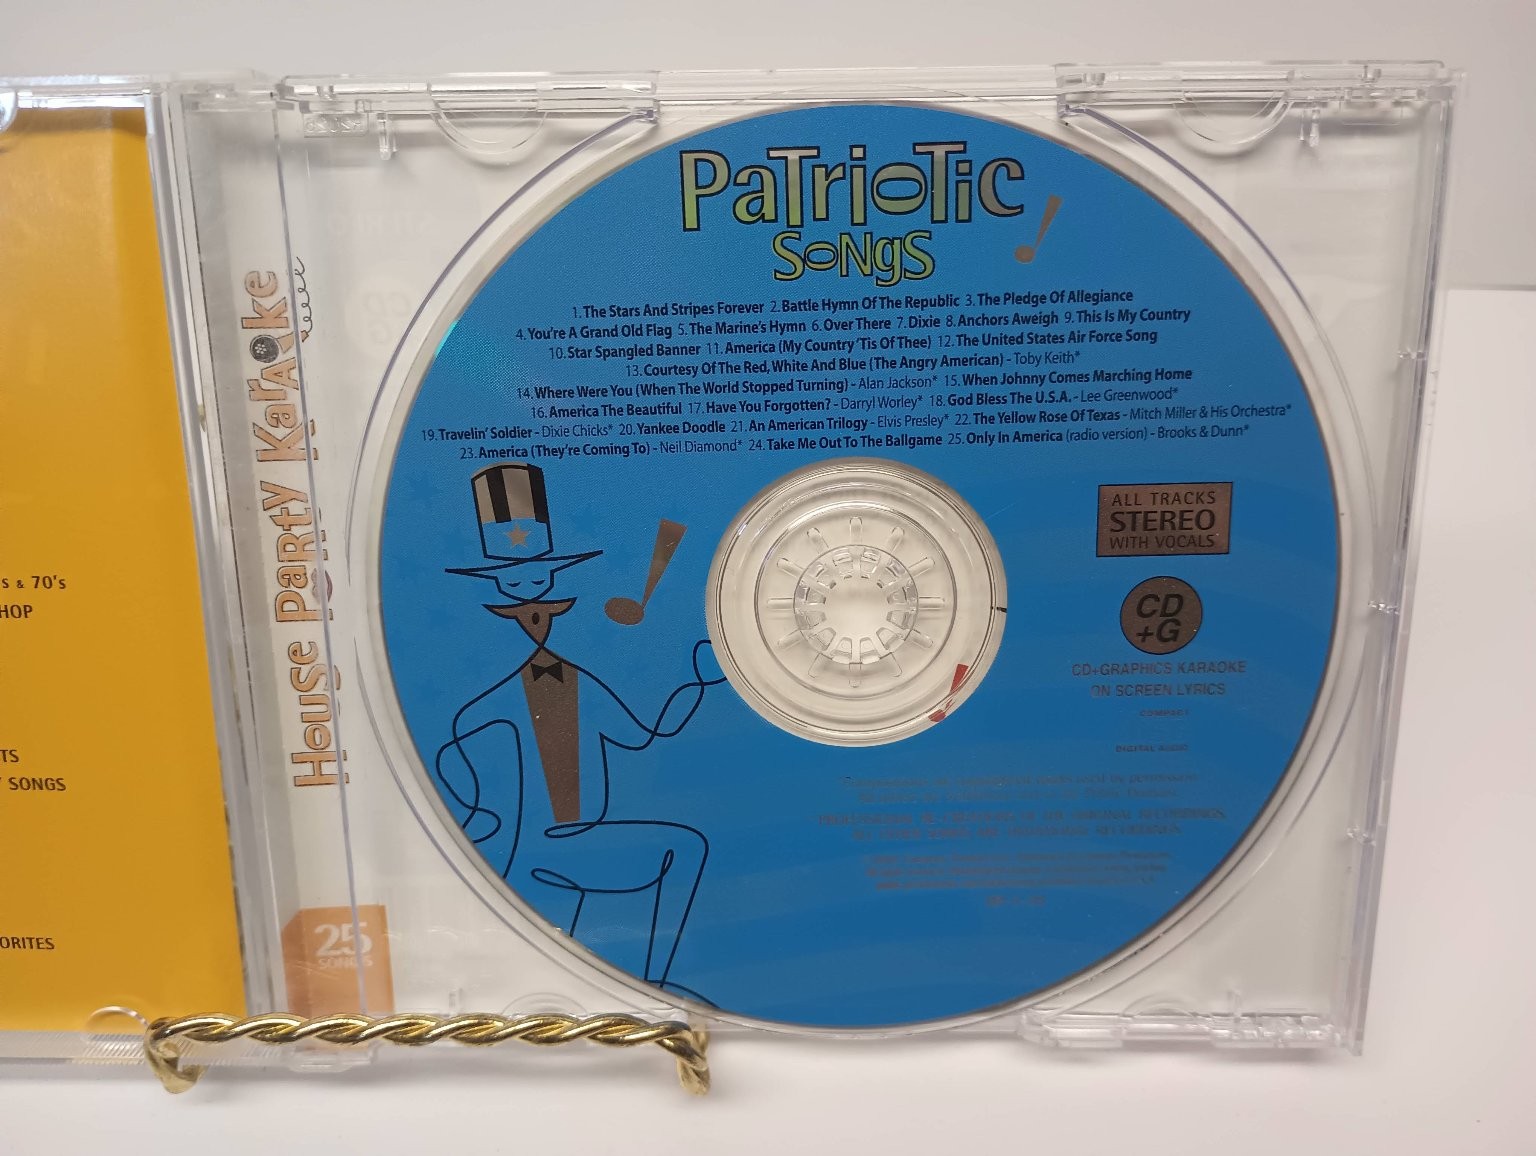 s & 70's
HOP
TS
Y SONGS
ORITES
House Party Karaoke
25
SONGS
Patriotic
Songs
1. The Stars And Stripes Forever 2. Battle Hymn Of The Republic 3. The Pledge Of Allegiance
4. You're A Grand Old Flag 5. The Marine's Hymn 6. Over There 7. Dixie 8. Anchors Aweigh 9. This Is My Country
10. Star Spangled Banner 11. America (My Country 'Tis Of Thee) 12. The United States Air Force Song
13. Courtesy Of The Red, White And Blue (The Angry American) - Toby Keith*
14. Where Were You (When The World Stopped Turning) - Alan Jackson* 15. When Johnny Comes Marching Home
16. America The Beautiful 17. Have You Forgotten? - Darryl Worley* 18. God Bless The U.S.A. - Lee Greenwood*
19. Travelin' Soldier - Dixie Chicks* 20. Yankee Doodle 21. An American Trilogy - Elvis Presley* 22. The Yellow Rose Of Texas - Mitch Miller & His Orchestra*
23. America (They're Coming To) - Neil Diamond* 24. Take Me Out To The Ballgame 25. Only In America (radio version) - Brooks & Dunn*
ALL TRACKS
STEREO
WITH VOCALS
CD
+G
CD+GRAPHICS KARAOKE
ON SCREEN LYRICS
COMPACT
DIGITAL AUDIO